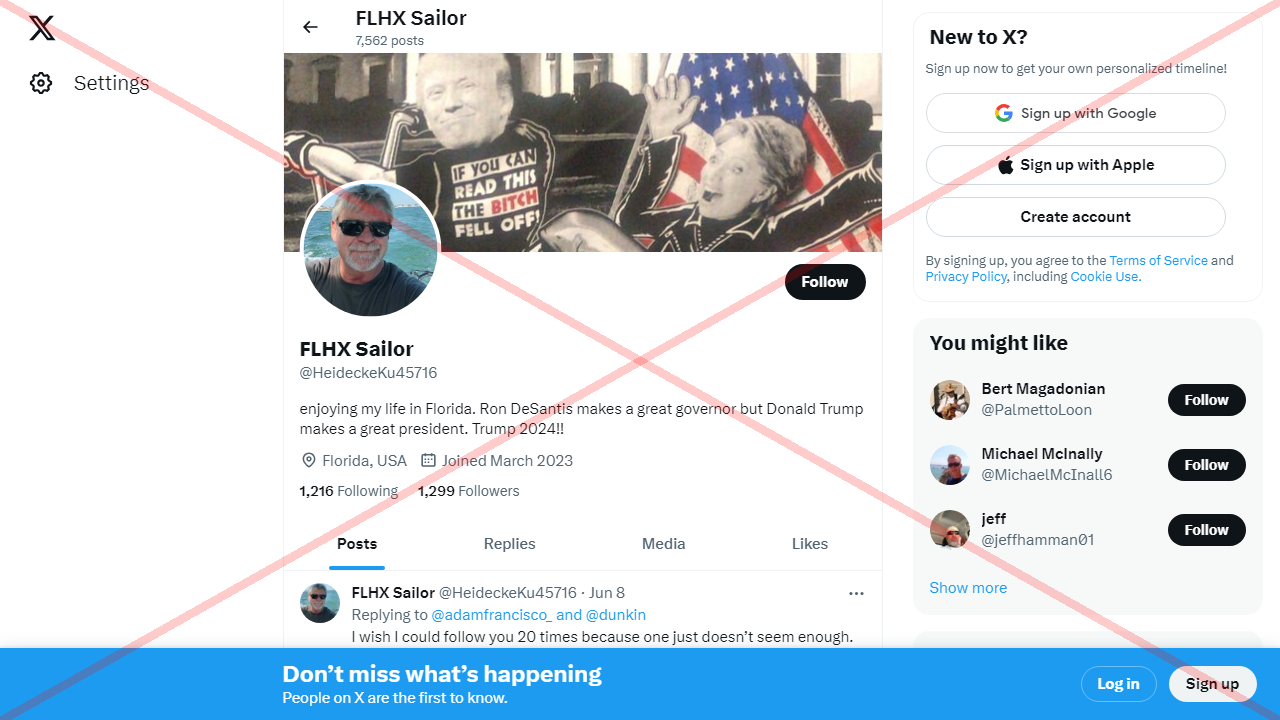 FLHX Sailor
7,562 posts
Settings
IF YOU CAN
READ THIS
THE BITCH
FELL OFF!
Follow
FLHX Sailor
@HeideckeKu45716
enjoying my life in Florida. Ron DeSantis makes a great governor but Donald Trump
makes a great president. Trump 2024!!
Florida, USA Joined March 2023
1,216 Following 1,299 Followers
Posts Replies Media Likes
FLHX Sailor @HeideckeKu45716 · Jun 8
Replying to @adamfrancisco_ and @dunkin
I wish I could follow you 20 times because one just doesn’t seem enough.
New to X?
Sign up now to get your own personalized timeline!
Sign up with Google
Sign up with Apple
Create account
By signing up, you agree to the Terms of Service and
Privacy Policy, including Cookie Use.
You might like
Bert Magadonian
@PalmettoLoon
Follow
Michael McInally
@MichaelMcInall6
Follow
jeff
@jeffhamman01
Follow
Show more
Don’t miss what’s happening
People on X are the first to know.
Log in
Sign up